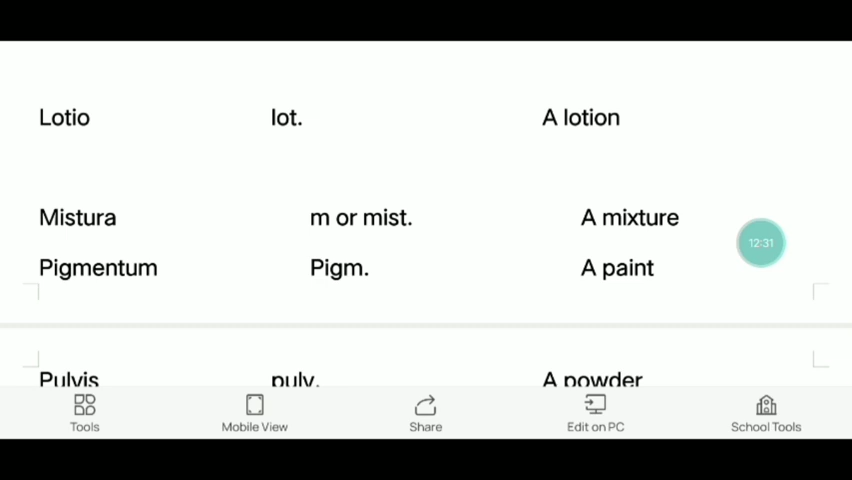 Lotio lot. A lotion
Mistura m or mist. A mixture
12:31
Pigmentum Pigm. A paint
Pulvis pulv. A powder
Tools Mobile View Share Edit on PC School Tools